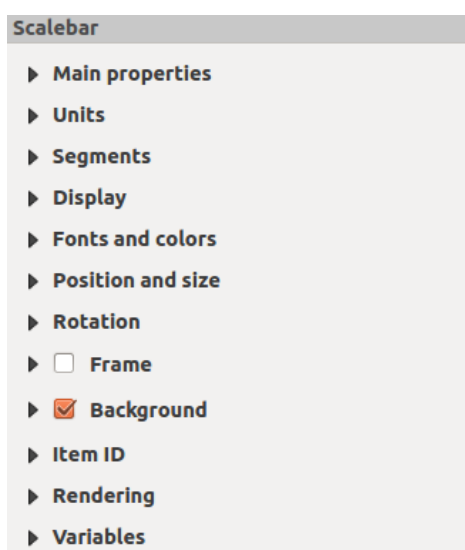 Scalebar
Main properties
Units
Segments
Display
Fonts and colors
Position and size
Rotation
Frame
Background
Item ID
Rendering
Variables